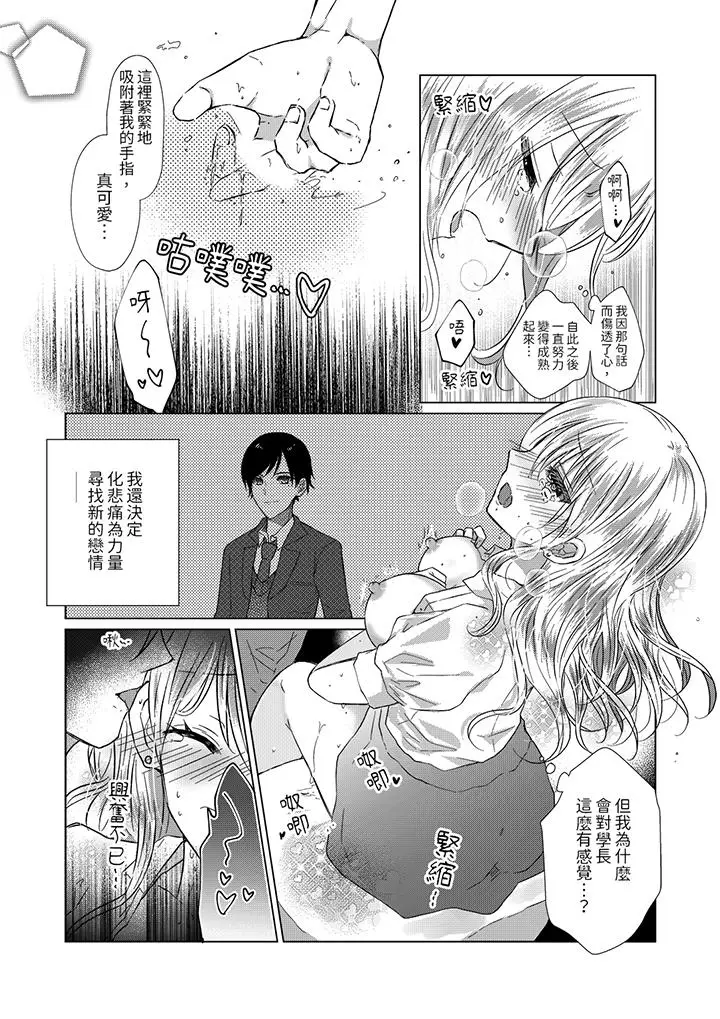 緊縮♡
啊啊…♡
我因那句話
而傷透了心，
自此之後
一直努力
變得成熟
起來…
唔♥
緊縮♡
這裡緊緊地
吸附著我的手指，
真可愛…
咕噗噗…♡
呀～♥
我還決定
化悲痛為力量
尋找新的戀情
——
但我為什麼
會對學長
這麼有感覺…？
奴唧♡
奴唧
緊縮…
啾…
興奮不已…